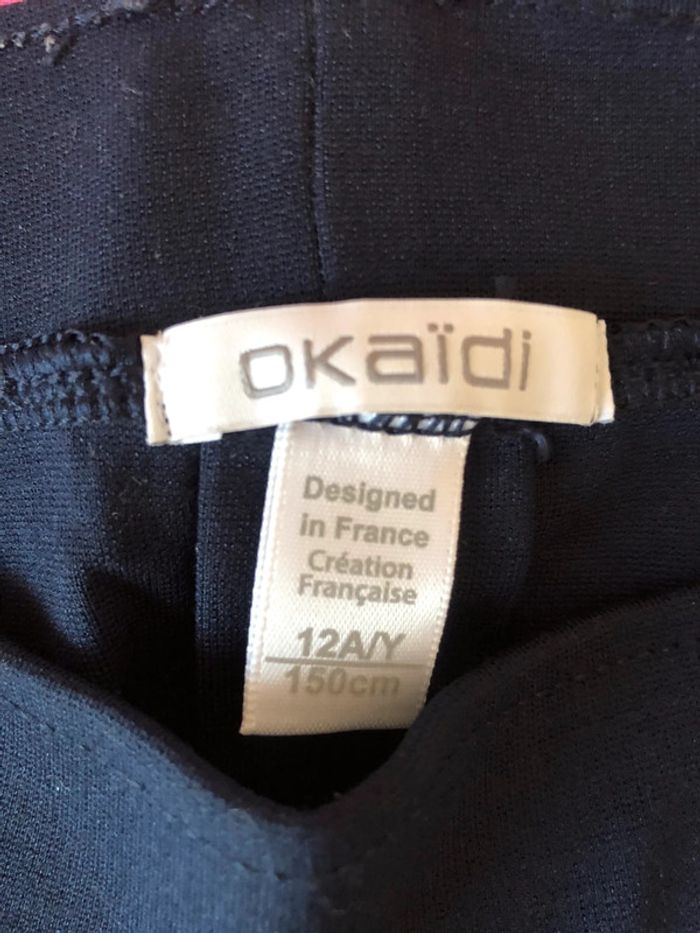 okaïdi
Designed
in France
Création
Française
12A/Y
150cm